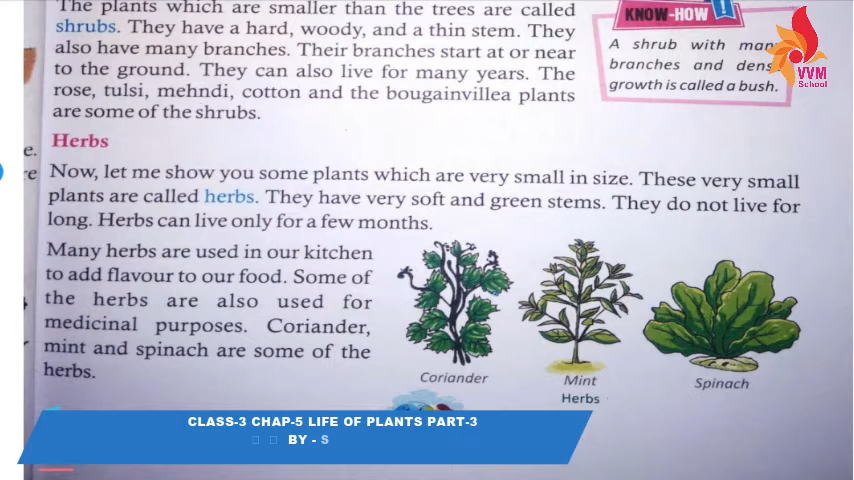 The plants which are smaller than the trees are called
shrubs. They have a hard, woody, and a thin stem. They
also have many branches. Their branches start at or near
to the ground. They can also live for many years. The
rose, tulsi, mehndi, cotton and the bougainvillea plants
are some of the shrubs.
KNOW-HOW !
A shrub with man
branches and dens
growth is called a bush.
VVM
School
e.
re
Herbs
Now, let me show you some plants which are very small in size. These very small
plants are called herbs. They have very soft and green stems. They do not live for
long. Herbs can live only for a few months.
Many herbs are used in our kitchen
to add flavour to our food. Some of
the herbs are also used for
medicinal purposes. Coriander,
mint and spinach are some of the
herbs.
Coriander
Mint
Spinach
Herbs
CLASS-3 CHAP-5 LIFE OF PLANTS PART-3
BY - S